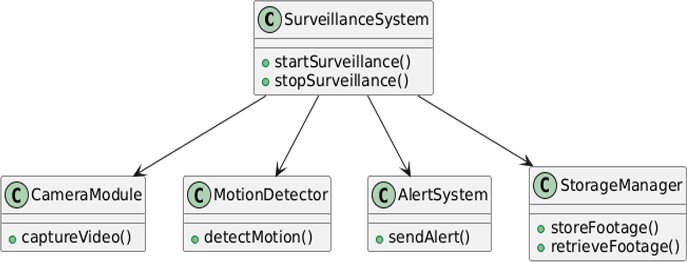 C SurveillanceSystem
startSurveillance()
stopSurveillance()
C CameraModule
captureVideo()
C MotionDetector
detectMotion()
C AlertSystem
sendAlert()
C StorageManager
storeFootage()
retrieveFootage()